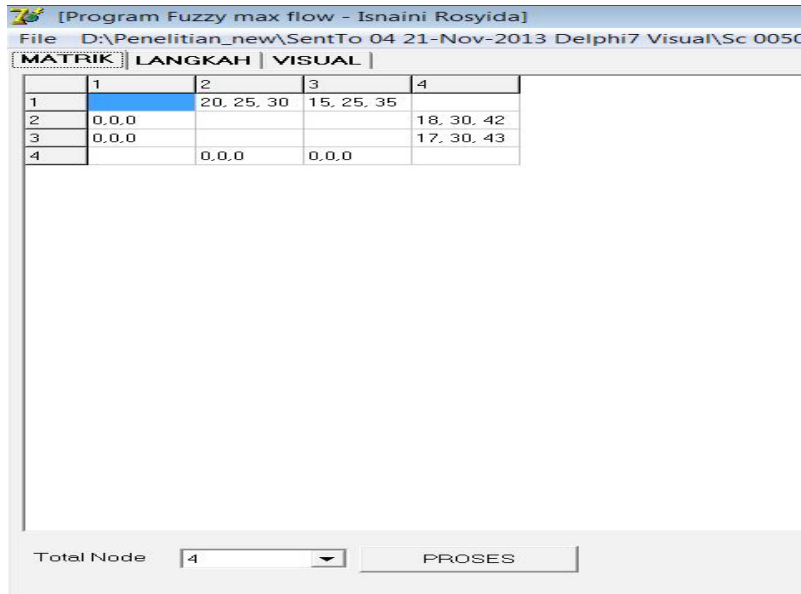 [Program Fuzzy max flow - Isnaini Rosyida]
File D:\Penelitian_new\SentTo 04 21-Nov-2013 Delphi7 Visual\Sc 0050
MATRIK LANGKAH VISUAL
1 2 3 4
1 20, 25, 30 15, 25, 35
2 0,0,0 18, 30, 42
3 0,0,0 17, 30, 43
4 0,0,0 0,0,0
Total Node 4 PROSES